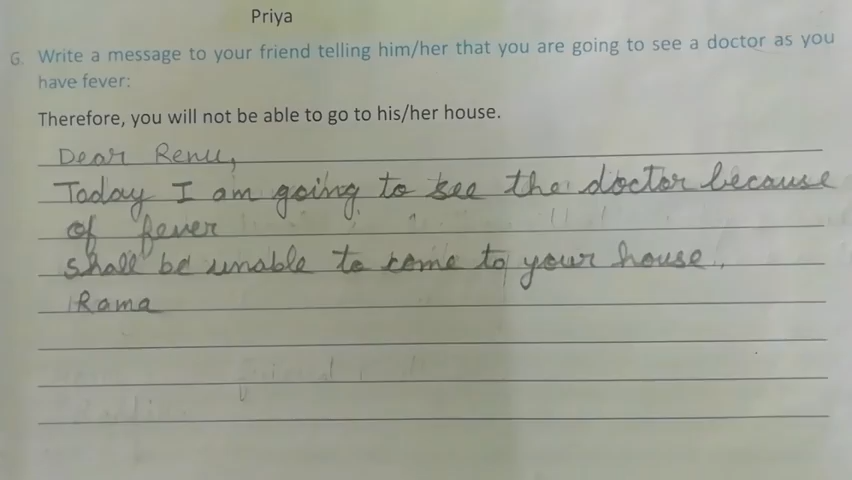 Priya
6. Write a message to your friend telling him/her that you are going to see a doctor as you
have fever:
Therefore, you will not be able to go to his/her house.
Dear Renu,
Today I am going to see the doctor because
of fever
shall be unable to come to your house.
Rama